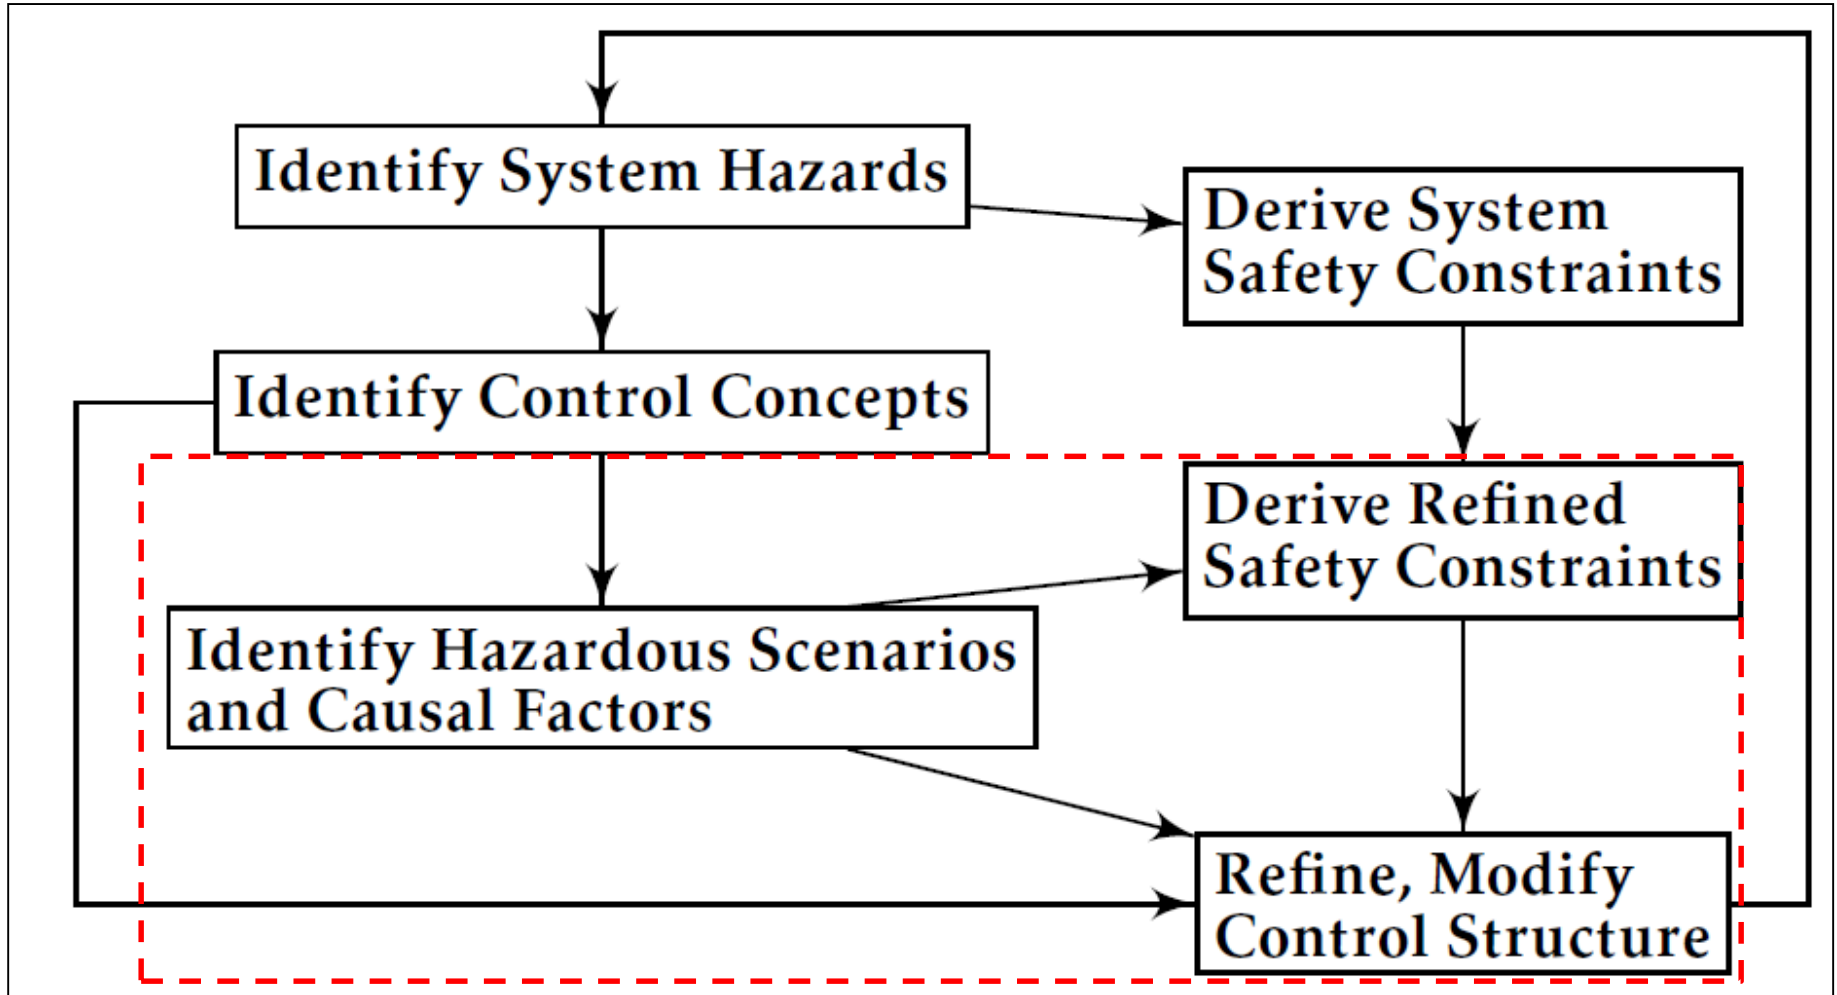 Identify System Hazards
Derive System
Safety Constraints
Identify Control Concepts
Derive Refined
Safety Constraints
Identify Hazardous Scenarios
and Causal Factors
Refine, Modify
Control Structure